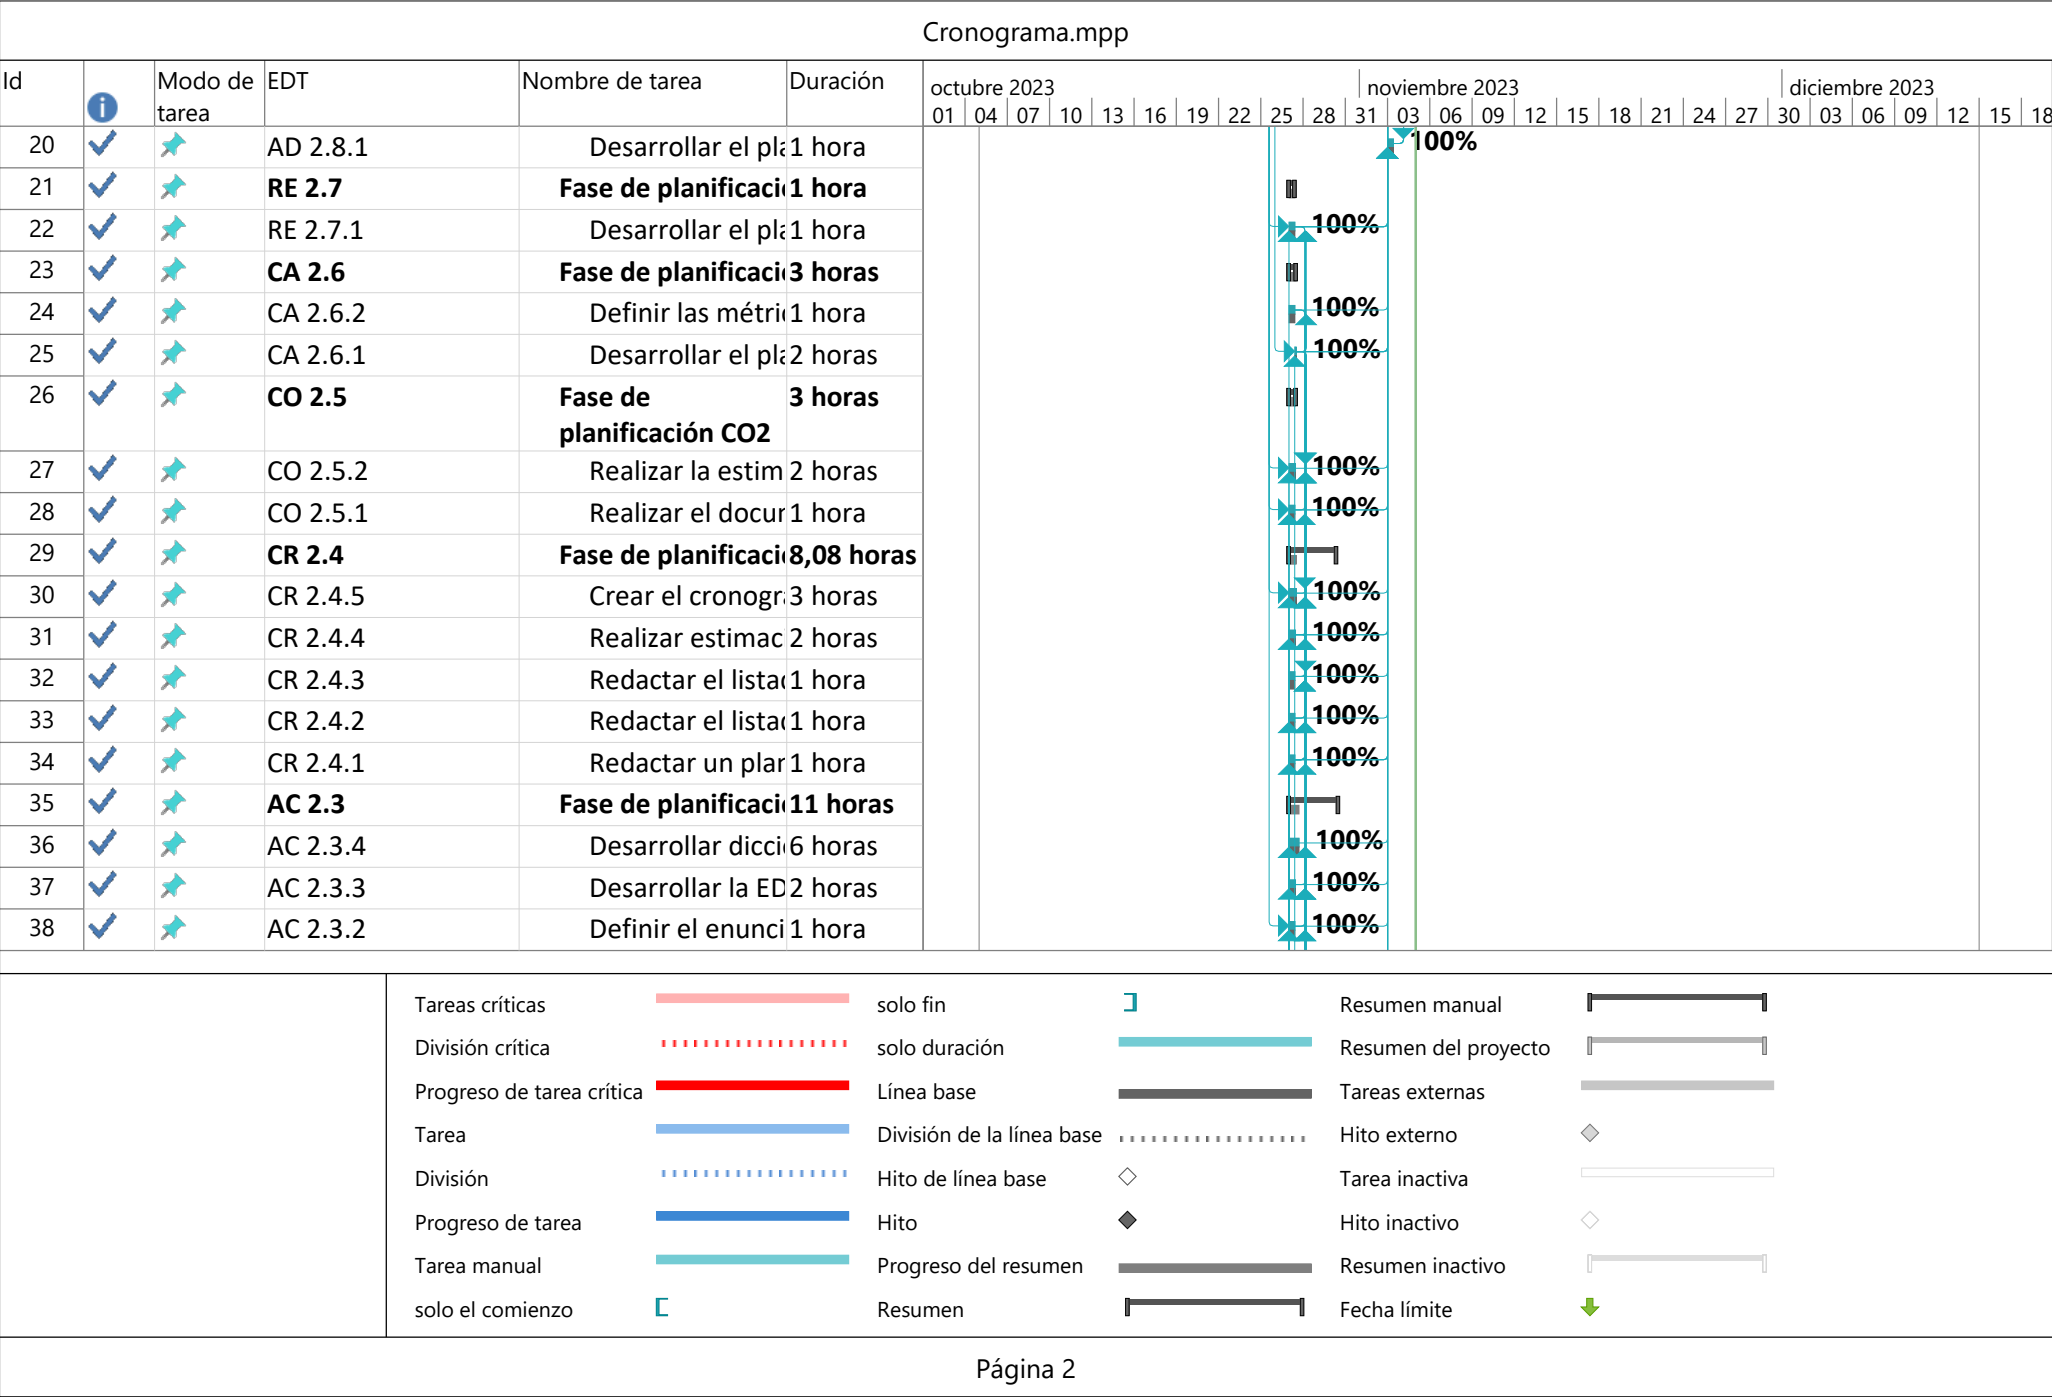 Cronograma.mpp
Id Modo de tarea EDT Nombre de tarea Duración
octubre 2023 noviembre 2023 diciembre 2023
01 04 07 10 13 16 19 22 25 28 31 03 06 09 12 15 18 21 24 27 30 03 06 09 12 15 18
20 AD 2.8.1 Desarrollar el pla 1 hora 100%
21 RE 2.7 Fase de planificaci 1 hora
22 RE 2.7.1 Desarrollar el pla 1 hora 100%
23 CA 2.6 Fase de planificaci 3 horas
24 CA 2.6.2 Definir las métri 1 hora 100%
25 CA 2.6.1 Desarrollar el pla 2 horas 100%
26 CO 2.5 Fase de 3 horas
planificación CO2
27 CO 2.5.2 Realizar la estim 2 horas 100%
28 CO 2.5.1 Realizar el docu 1 hora 100%
29 CR 2.4 Fase de planificaci 8,08 horas
30 CR 2.4.5 Crear el cronogr 3 horas 100%
31 CR 2.4.4 Realizar estimac 2 horas 100%
32 CR 2.4.3 Redactar el lista 1 hora 100%
33 CR 2.4.2 Redactar el lista 1 hora 100%
34 CR 2.4.1 Redactar un plan 1 hora 100%
35 AC 2.3 Fase de planificaci 11 horas
36 AC 2.3.4 Desarrollar dicci 6 horas 100%
37 AC 2.3.3 Desarrollar la ED 2 horas 100%
38 AC 2.3.2 Definir el enunci 1 hora 100%
Tareas críticas solo fin Resumen manual
División crítica solo duración Resumen del proyecto
Progreso de tarea crítica Línea base Tareas externas
Tarea División de la línea base Hito externo
División Hito de línea base Tarea inactiva
Progreso de tarea Hito Hito inactivo
Tarea manual Progreso del resumen Resumen inactivo
solo el comienzo Resumen Fecha límite
Página 2